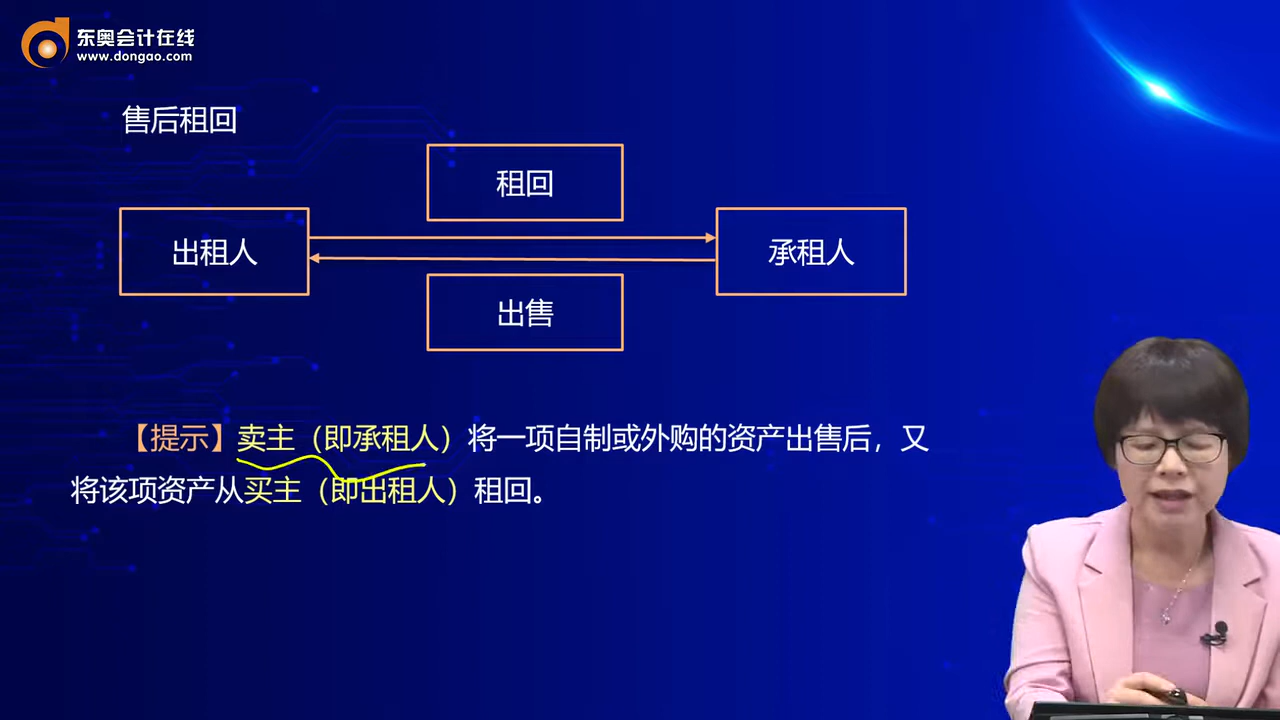 东奥会计在线
www.dongao.com
售后租回
租回
出租人
承租人
出售
【提示】卖主（即承租人）将一项自制或外购的资产出售后，又
将该项资产从买主（即出租人）租回。